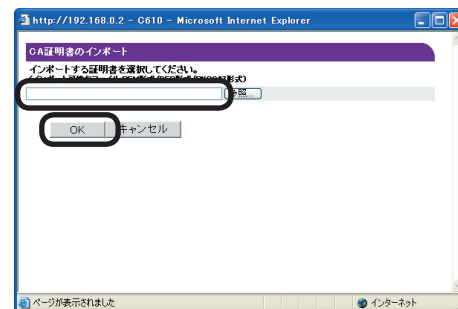 http://192.168.0.2 - C610 - Microsoft Internet Explorer
CA証明書のインポート
インポートする証明書を選択してください。
参照...
OK キャンセル
ページが表示されました インターネット